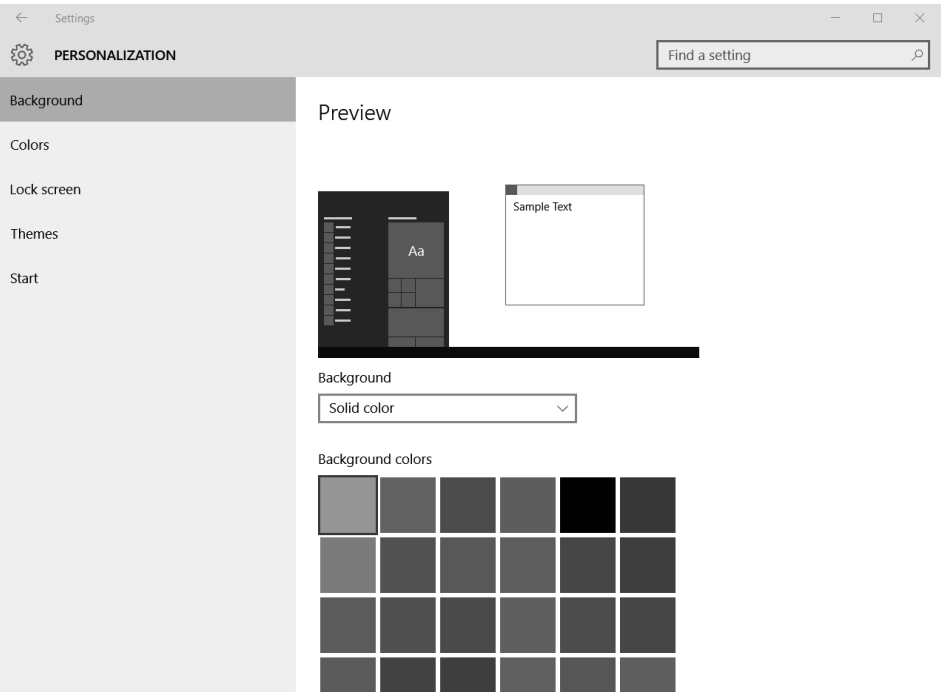 Settings
PERSONALIZATION
Find a setting
Background
Colors
Lock screen
Themes
Start
Preview
Aa
Sample Text
Background
Solid color
Background colors